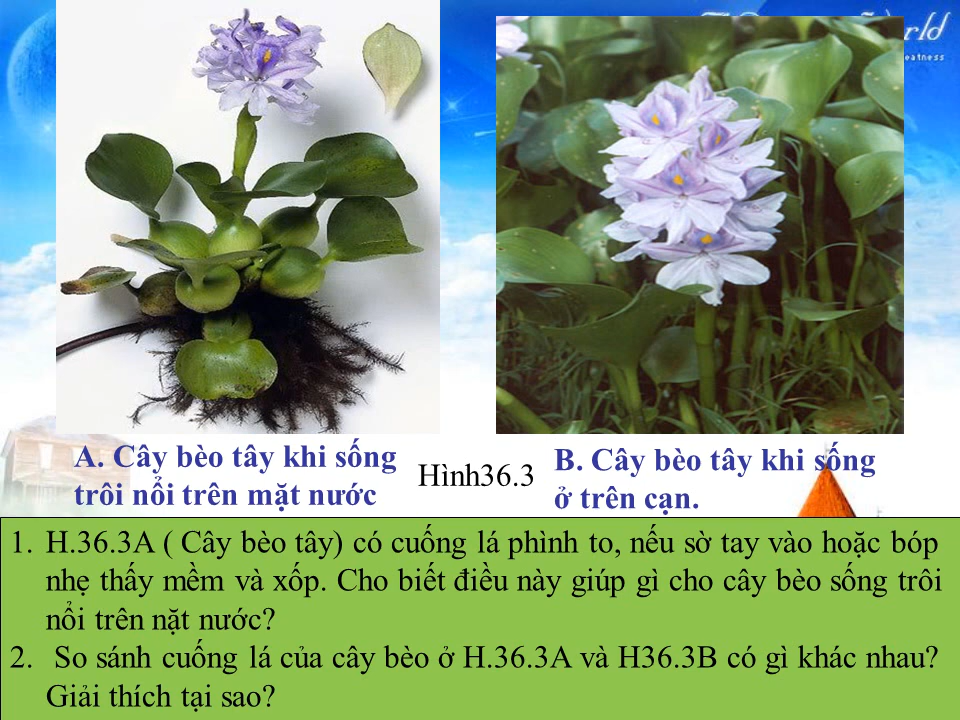 World
eatness
A. Cây bèo tây khi sống
trôi nổi trên mặt nước
Hình36.3
B. Cây bèo tây khi sống
ở trên cạn.
1. H.36.3A ( Cây bèo tây) có cuống lá phình to, nếu sờ tay vào hoặc bóp
nhẹ thấy mềm và xốp. Cho biết điều này giúp gì cho cây bèo sống trôi
nổi trên nặt nước?
2. So sánh cuống lá của cây bèo ở H.36.3A và H36.3B có gì khác nhau?
Giải thích tại sao?